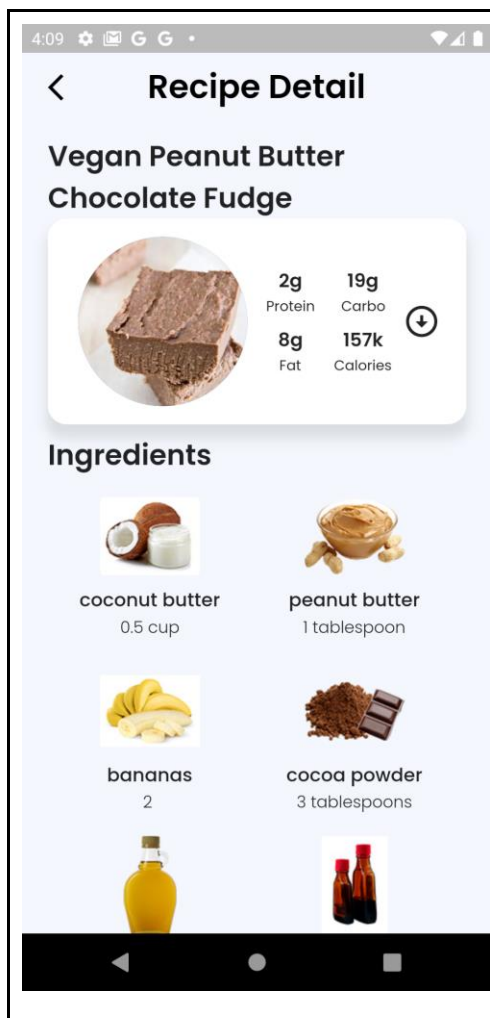 4:09 G G
Recipe Detail
Vegan Peanut Butter
Chocolate Fudge
2g 19g
Protein Carbo
8g 157k
Fat Calories
Ingredients
coconut butter peanut butter
0.5 cup 1 tablespoon
bananas cocoa powder
2 3 tablespoons